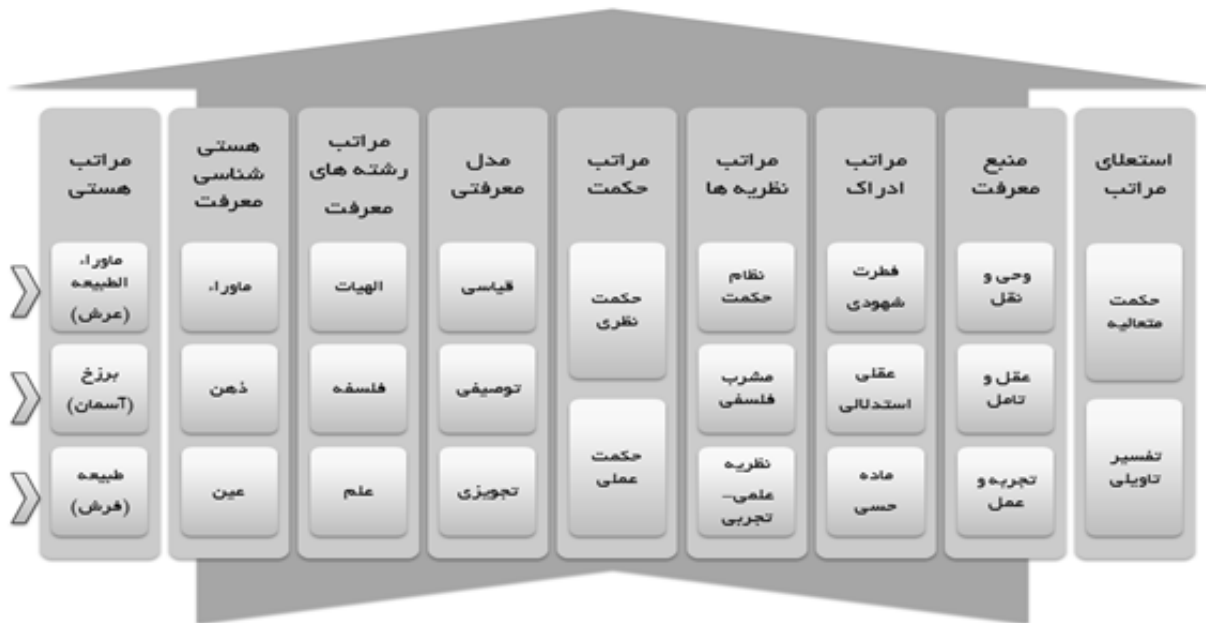 استعلای
مراتب
حکمت
متعالیه
تفسیر
تاویلی
منبع
معرفت
وحی و
نقل
عقل و
تامل
تجربه و
عمل
مراتب
ادراک
فطرت
شهودی
عقلی
استدلالی
ماده
حسی
مراتب
نظریه ها
نظام
حکمت
مشرب
فلسفی
نظریه
علمی–
تجربی
مراتب
حکمت
حکمت
نظری
حکمت
عملی
مدل
معرفتی
قیاسی
توصیفی
تجویزی
مراتب
رشته های
معرفت
الهیات
فلسفه
علم
هستی
شناسی
معرفت
ماوراء
ذهن
عین
مراتب
هستی
ماوراء
الطبیعه
(عرش)
برزخ
(آسمان)
طبیعه
(فرش)